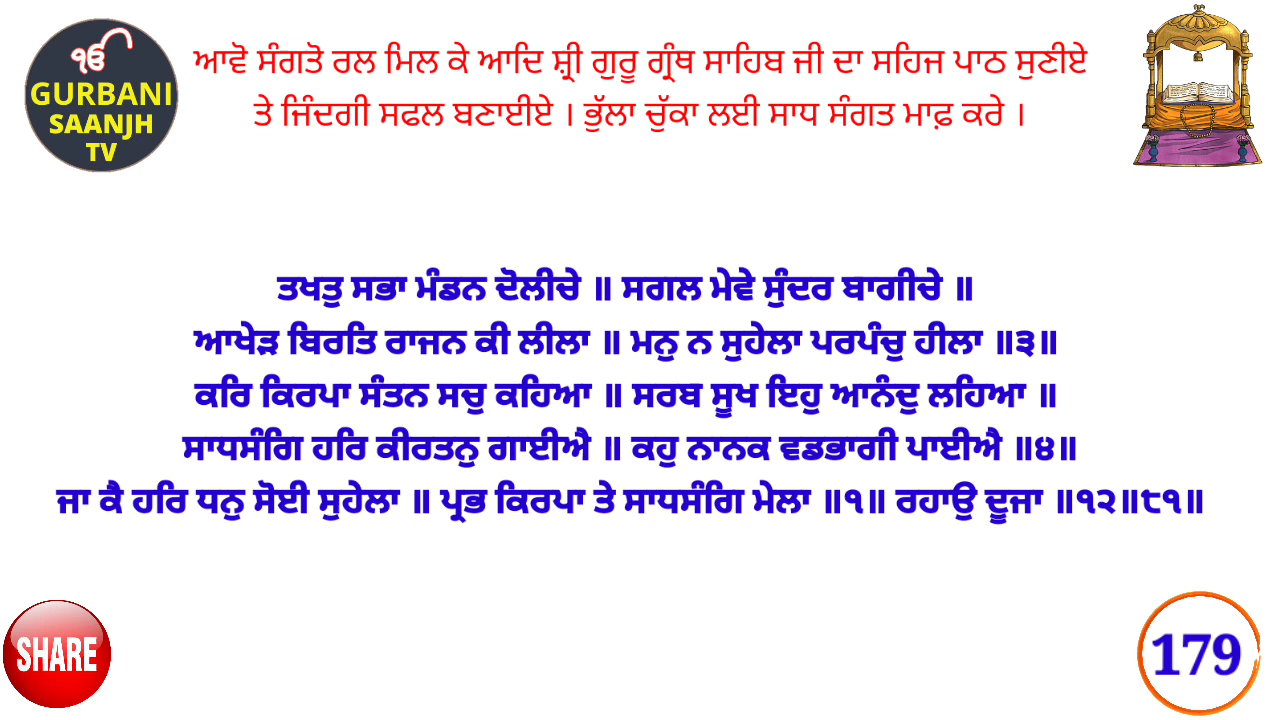 ੴ
GURBANI
SAANJH
TV
ਆਵੋ ਸੰਗਤੋ ਰਲ ਮਿਲ ਕੇ ਆਦਿ ਸ਼੍ਰੀ ਗੁਰੂ ਗ੍ਰੰਥ ਸਾਹਿਬ ਜੀ ਦਾ ਸਹਿਜ ਪਾਠ ਸੁਣੀਏ
ਤੇ ਜਿੰਦਗੀ ਸਫਲ ਬਣਾਈਏ । ਭੁੱਲਾ ਚੁੱਕਾ ਲਈ ਸਾਧ ਸੰਗਤ ਮਾਫ਼ ਕਰੇ ।
ਤਖਤੁ ਸਭਾ ਮੰਡਨ ਦੋਲੀਚੇ ॥ ਸਗਲ ਮੇਵੇ ਸੁੰਦਰ ਬਾਗੀਚੇ ॥
ਆਖੇੜ ਬਿਰਤਿ ਰਾਜਨ ਕੀ ਲੀਲਾ ॥ ਮਨੁ ਨ ਸੁਹੇਲਾ ਪਰਪੰਚੁ ਹੀਲਾ ॥੩॥
ਕਰਿ ਕਿਰਪਾ ਸੰਤਨ ਸਚੁ ਕਹਿਆ ॥ ਸਰਬ ਸੂਖ ਇਹੁ ਆਨੰਦੁ ਲਹਿਆ ॥
ਸਾਧਸੰਗਿ ਹਰਿ ਕੀਰਤਨੁ ਗਾਈਐ ॥ ਕਹੁ ਨਾਨਕ ਵਡਭਾਗੀ ਪਾਈਐ ॥੪॥
ਜਾ ਕੈ ਹਰਿ ਧਨੁ ਸੋਈ ਸੁਹੇਲਾ ॥ ਪ੍ਰਭ ਕਿਰਪਾ ਤੇ ਸਾਧਸੰਗਿ ਮੇਲਾ ॥੧॥ ਰਹਾਉ ਦੂਜਾ ॥੧੨॥੮੧॥
SHARE
179